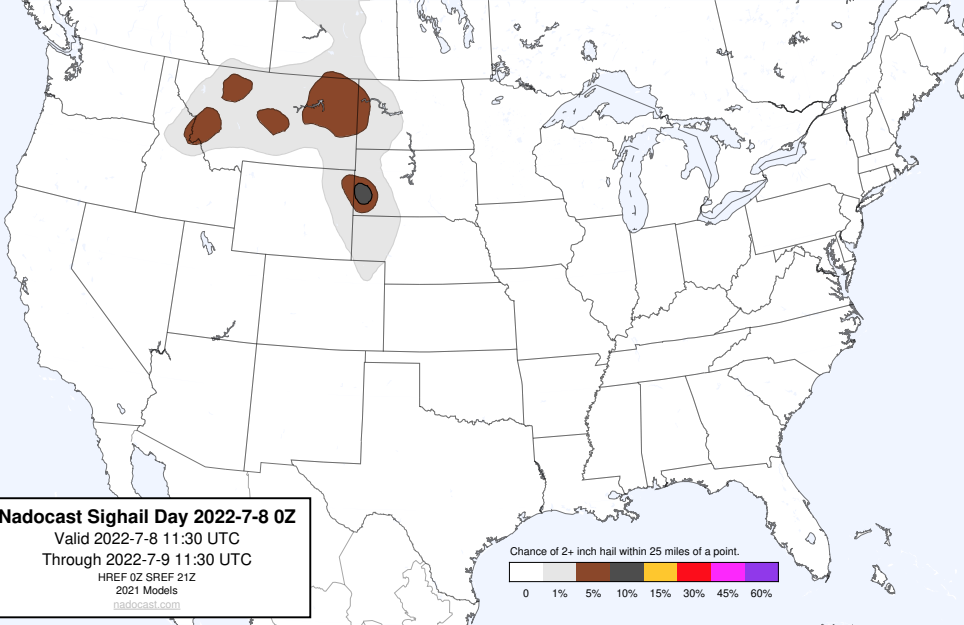 Nadocast Sighail Day 2022-7-8 0Z
Valid 2022-7-8 11:30 UTC
Through 2022-7-9 11:30 UTC
HREF 0Z SREF 21Z
2021 Models
nadocast.com
Chance of 2+ inch hail within 25 miles of a point.
0 1% 5% 10% 15% 30% 45% 60%